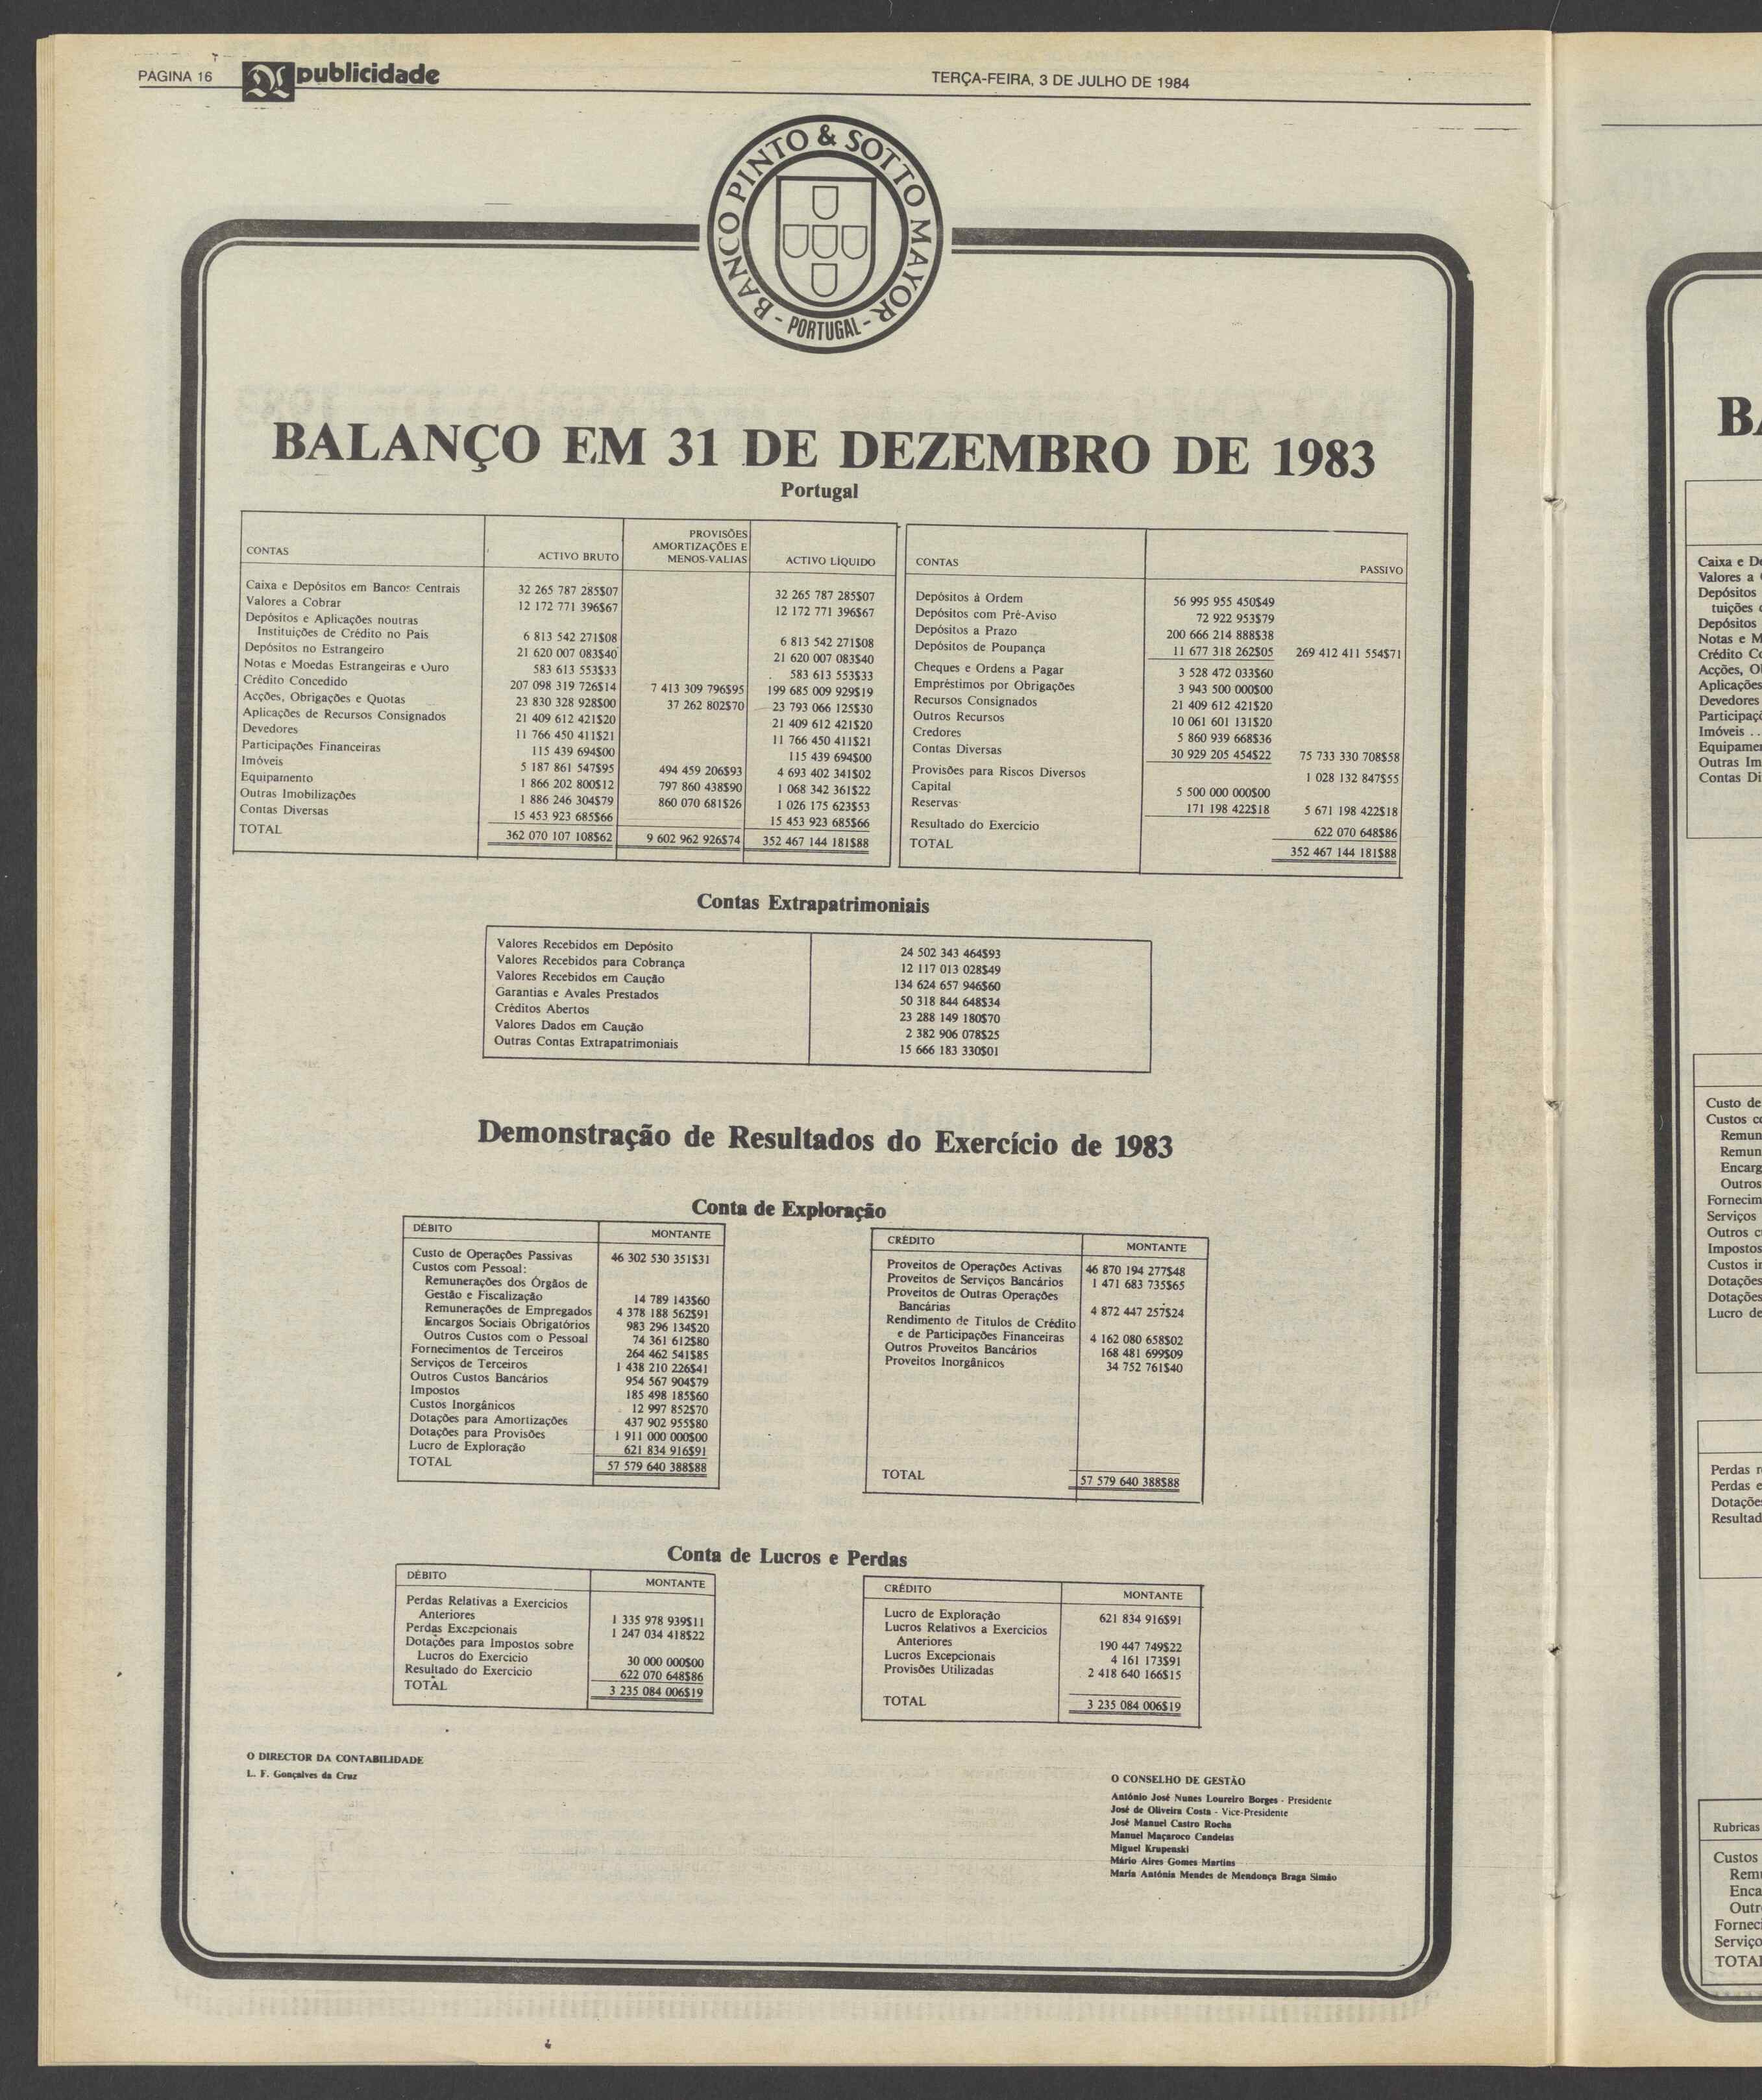 PÁGINA 16
DN publicidade
TERÇA-FEIRA, 3 DE JULHO DE 1984
BANCO PINTO & SOTTO MAYOR
- PORTUGAL -
BALANÇO EM 31 DE DEZEMBRO DE 1983
Portugal
CONTAS ACTIVO BRUTO PROVISÕES AMORTIZAÇÕES E MENOS-VALIAS ACTIVO LÍQUIDO
Caixa e Depósitos em Bancos Centrais 32 265 787 285$07 32 265 787 285$07
Valores a Cobrar 12 172 771 396$67 12 172 771 396$67
Depósitos e Aplicações noutras
Instituições de Crédito no País 6 813 542 271$08 6 813 542 271$08
Depósitos no Estrangeiro 21 620 007 083$40 21 620 007 083$40
Notas e Moedas Estrangeiras e Ouro 583 613 553$33 583 613 553$33
Crédito Concedido 207 098 319 726$14 7 413 309 796$95 199 685 009 929$19
Acções, Obrigações e Quotas 23 830 328 928$00 37 262 802$70 23 793 066 125$30
Aplicações de Recursos Consignados 21 409 612 421$20 21 409 612 421$20
Devedores 11 766 450 411$21 11 766 450 411$21
Participações Financeiras 115 439 694$00 115 439 694$00
Imóveis 5 187 861 547$95 494 459 206$93 4 693 402 341$02
Equipamento 1 866 202 800$12 797 860 438$90 1 068 342 361$22
Outras Imobilizações 1 886 246 304$79 860 070 681$26 1 026 175 623$53
Contas Diversas 15 453 923 685$66 15 453 923 685$66
TOTAL 362 070 107 108$62 9 602 962 926$74 352 467 144 181$88
CONTAS PASSIVO
Depósitos à Ordem 56 995 955 450$49
Depósitos com Pré-Aviso 72 922 953$79
Depósitos a Prazo 200 666 214 888$38
Depósitos de Poupança 11 677 318 262$05 269 412 411 554$71
Cheques e Ordens a Pagar 3 528 472 033$60
Empréstimos por Obrigações 3 943 500 000$00
Recursos Consignados 21 409 612 421$20
Outros Recursos 10 061 601 131$20
Credores 5 860 939 668$36
Contas Diversas 30 929 205 454$22 75 733 330 708$58
Provisões para Riscos Diversos 1 028 132 847$55
Capital 5 500 000 000$00
Reservas 171 198 422$18 5 671 198 422$18
Resultado do Exercício 622 070 648$86
TOTAL 352 467 144 181$88
Contas Extrapatrimoniais
Valores Recebidos em Depósito 24 502 343 464$93
Valores Recebidos para Cobrança 12 117 013 028$49
Valores Recebidos em Caução 134 624 657 946$60
Garantias e Avales Prestados 50 318 844 648$34
Créditos Abertos 23 288 149 180$70
Valores Dados em Caução 2 382 906 078$25
Outras Contas Extrapatrimoniais 15 666 183 330$01
Demonstração de Resultados do Exercício de 1983
Conta de Exploração
DÉBITO MONTANTE
Custo de Operações Passivas 46 302 530 351$31
Custos com Pessoal:
Remunerações dos Órgãos de
Gestão e Fiscalização 14 789 143$60
Remunerações de Empregados 4 378 188 562$91
Encargos Sociais Obrigatórios 983 296 134$20
Outros Custos com o Pessoal 74 361 612$80
Fornecimentos de Terceiros 264 462 541$85
Serviços de Terceiros 1 438 210 226$41
Outros Custos Bancários 954 567 904$79
Impostos 185 498 185$60
Custos Inorgânicos 12 997 852$70
Dotações para Amortizações 437 902 955$80
Dotações para Provisões 1 911 000 000$00
Lucro de Exploração 621 834 916$91
TOTAL 57 579 640 388$88
CRÉDITO MONTANTE
Proveitos de Operações Activas 46 870 194 277$48
Proveitos de Serviços Bancários 1 471 683 735$65
Proveitos de Outras Operações
Bancárias 4 872 447 257$24
Rendimento de Títulos de Crédito
e de Participações Financeiras 4 162 080 658$02
Outros Proveitos Bancários 168 481 699$09
Proveitos Inorgânicos 34 752 761$40
TOTAL 57 579 640 388$88
Conta de Lucros e Perdas
DÉBITO MONTANTE
Perdas Relativas a Exercícios
Anteriores 1 335 978 939$11
Perdas Excepcionais 1 247 034 418$22
Dotações para Impostos sobre
Lucros do Exercício 30 000 000$00
Resultado do Exercício 622 070 648$86
TOTAL 3 235 084 006$19
CRÉDITO MONTANTE
Lucro de Exploração 621 834 916$91
Lucros Relativos a Exercícios
Anteriores 190 447 749$22
Lucros Excepcionais 4 161 173$91
Provisões Utilizadas 2 418 640 166$15
TOTAL 3 235 084 006$19
O DIRECTOR DA CONTABILIDADE
L. F. Gonçalves da Cruz
O CONSELHO DE GESTÃO
António José Nunes Loureiro Borges - Presidente
José de Oliveira Costa - Vice-Presidente
José Manuel Castro Rocha
Manuel Maçaroco Candeias
Miguel Krupenski
Mário Aires Gomes Martins
Maria Antónia Mendes de Mendonça Braga Simão
Caixa e
Valores a
Depósitos
tuições
Depósitos
Notas e
Crédito
Acções,
Aplicações
Devedores
Imóveis . .
Outras
Contas
Custo de
Custos
Fornecim
Serviços
Outros
Impostos
Custos
Dotações
Dotações
Lucro de
Perdas
Perdas
Rubricas
Custos